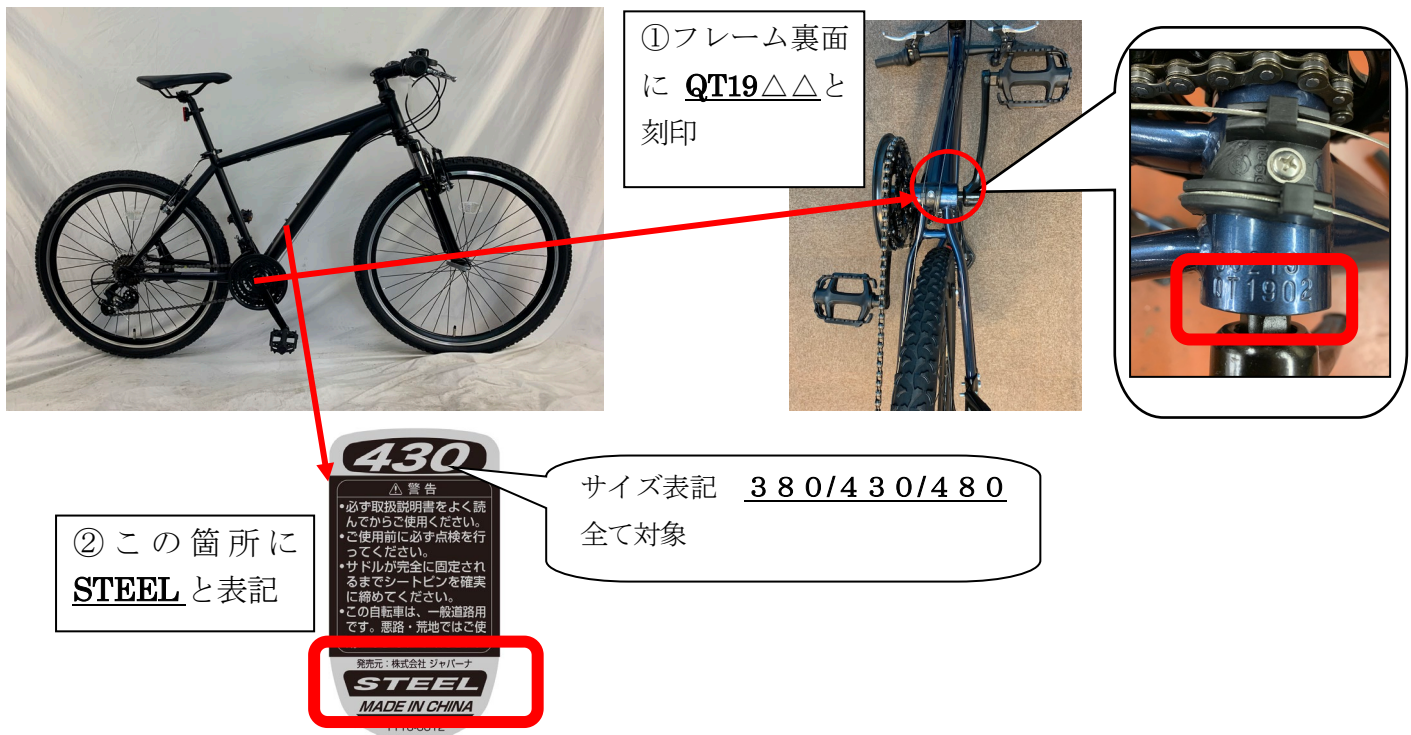 ①フレーム裏面
に QT19△△と
刻印
QT1902
430
⚠警告
•必ず取扱説明書をよく読
んでからご使用ください。
•ご使用前に必ず点検を行
ってください。
•サドルが完全に固定され
るまでシートピンを確実
に締めてください。
•この自転車は、一般道路用
です。悪路・荒地ではご使
発売元:株式会社 ジャパーナ
STEEL
MADE IN CHINA
サイズ表記 380/430/480
全て対象
②この箇所に
STEELと表記